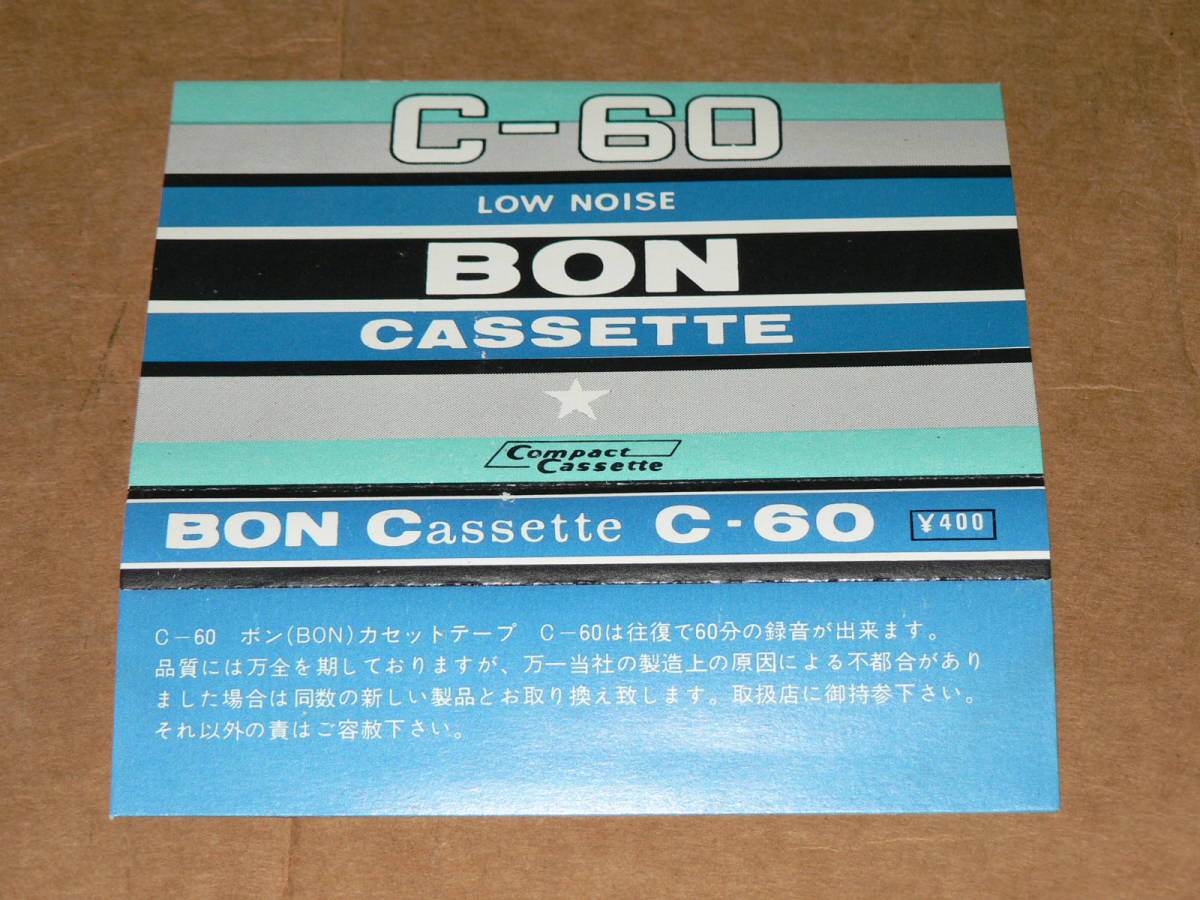 C-60
LOW NOISE
BON
CASSETTE
Compact
Cassette
BON Cassette C-60 ¥400
C-60 ボン(BON)カセットテープ C-60は往復で60分の録音が出来ます。
品質には万全を期しておりますが、万一当社の製造上の原因による不都合があり
ました場合は同数の新しい製品とお取り換え致します。取扱店に御持参下さい。
それ以外の責はご容赦下さい。